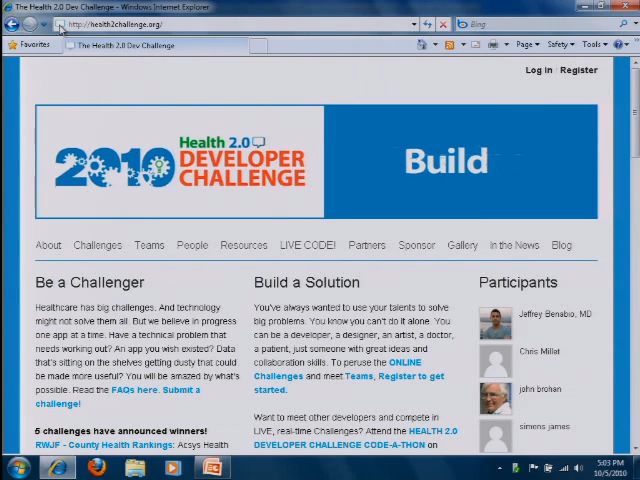 The Health 2.0 Dev Challenge - Windows Internet Explorer
http://health2challenge.org/
Bing
Favorites
The Health 2.0 Dev Challenge
Page
Safety
Tools
Log in | Register
2010 Health 2.0
DEVELOPER
CHALLENGE
Build
About Challenges Teams People Resources LIVE CODE! Partners Sponsor Gallery In the News Blog
Be a Challenger
Healthcare has big challenges. And technology
might not solve them all. But we believe in progress
one app at a time. Have a technical problem that
needs working out? An app you wish existed? Data
that's sitting on the shelves getting dusty that could
be made more useful? You will be amazed by what's
possible. Read the FAQs here. Submit a
challenge!
5 challenges have announced winners!
RWJF - County Health Rankings: Acsys Health
Build a Solution
You've always wanted to use your talents to solve
big problems. You know you can't do it alone. You
can be a developer, a designer, an artist, a doctor,
a patient, just someone with great ideas and
collaboration skills. To peruse the ONLINE
Challenges and meet Teams, Register to get
started.
Want to meet other developers and compete in
LIVE, real-time Challenges? Attend the HEALTH 2.0
DEVELOPER CHALLENGE CODE-A-THON on
Participants
Jeffrey Benabio, MD
Chris Millet
john brohan
simens james
5:03 PM
10/5/2010